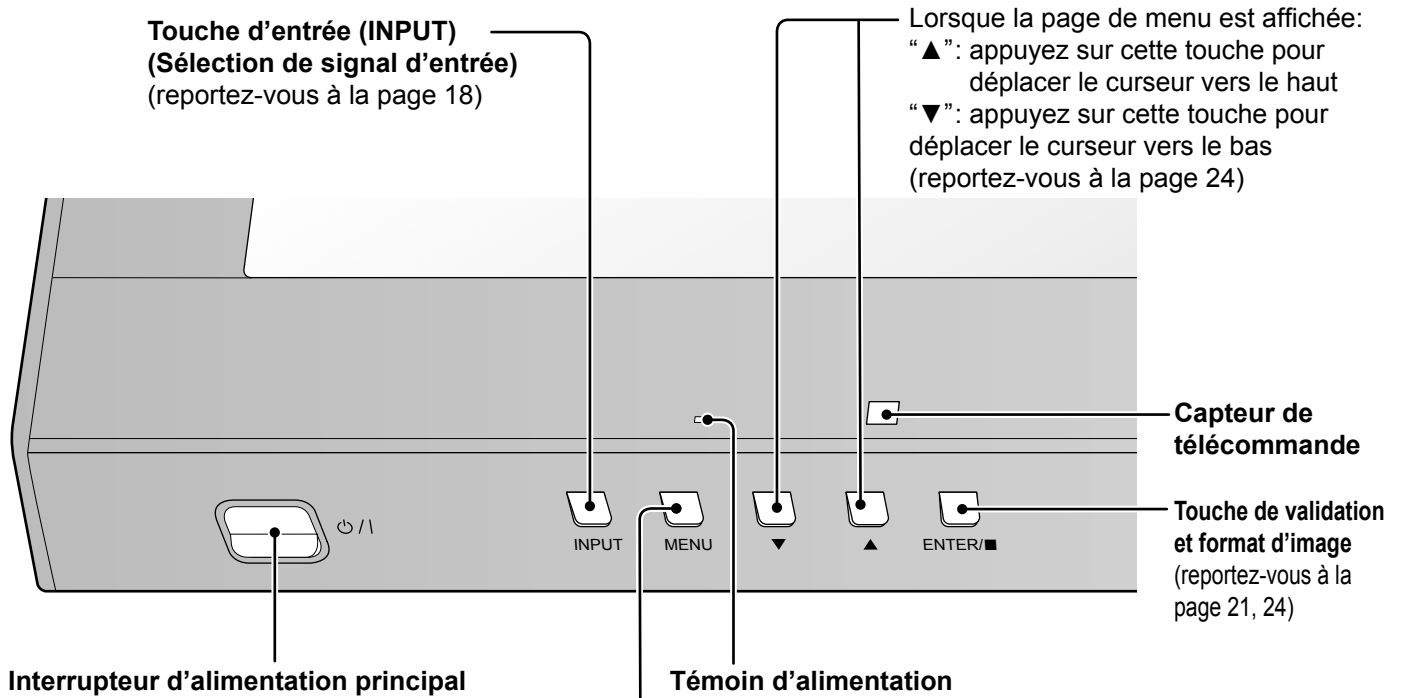 Touche d’entrée (INPUT)
(Sélection de signal d’entrée)
(reportez-vous à la page 18)
Lorsque la page de menu est affichée:
“▲”: appuyez sur cette touche pour
déplacer le curseur vers le haut
“▼”: appuyez sur cette touche pour
déplacer le curseur vers le bas
(reportez-vous à la page 24)
Capteur de
télécommande
Touche de validation
et format d’image
(reportez-vous à la
page 21, 24)
⏻ / I
INPUT
MENU
▼
▲
ENTER/■
Interrupteur d’alimentation principal
Témoin d’alimentation